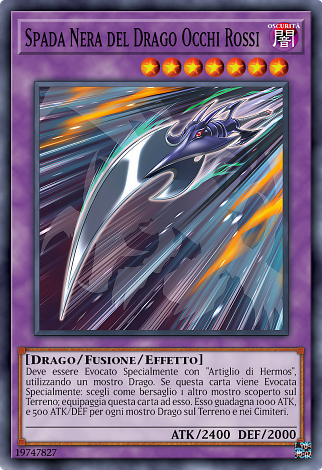 Spada Nera del Drago Occhi Rossi
OSCURITÀ
闇
[Drago/Fusione/Effetto]
Deve essere Evocato Specialmente con "Artiglio di Hermos",
utilizzando un mostro Drago. Se questa carta viene Evocata
Specialmente: scegli come bersaglio 1 altro mostro scoperto sul
Terreno; equipaggia questa carta ad esso. Esso guadagna 1000 ATK,
e 500 ATK/DEF per ogni mostro Drago sul Terreno e nei Cimiteri.
ATK/2400 DEF/2000
19747827